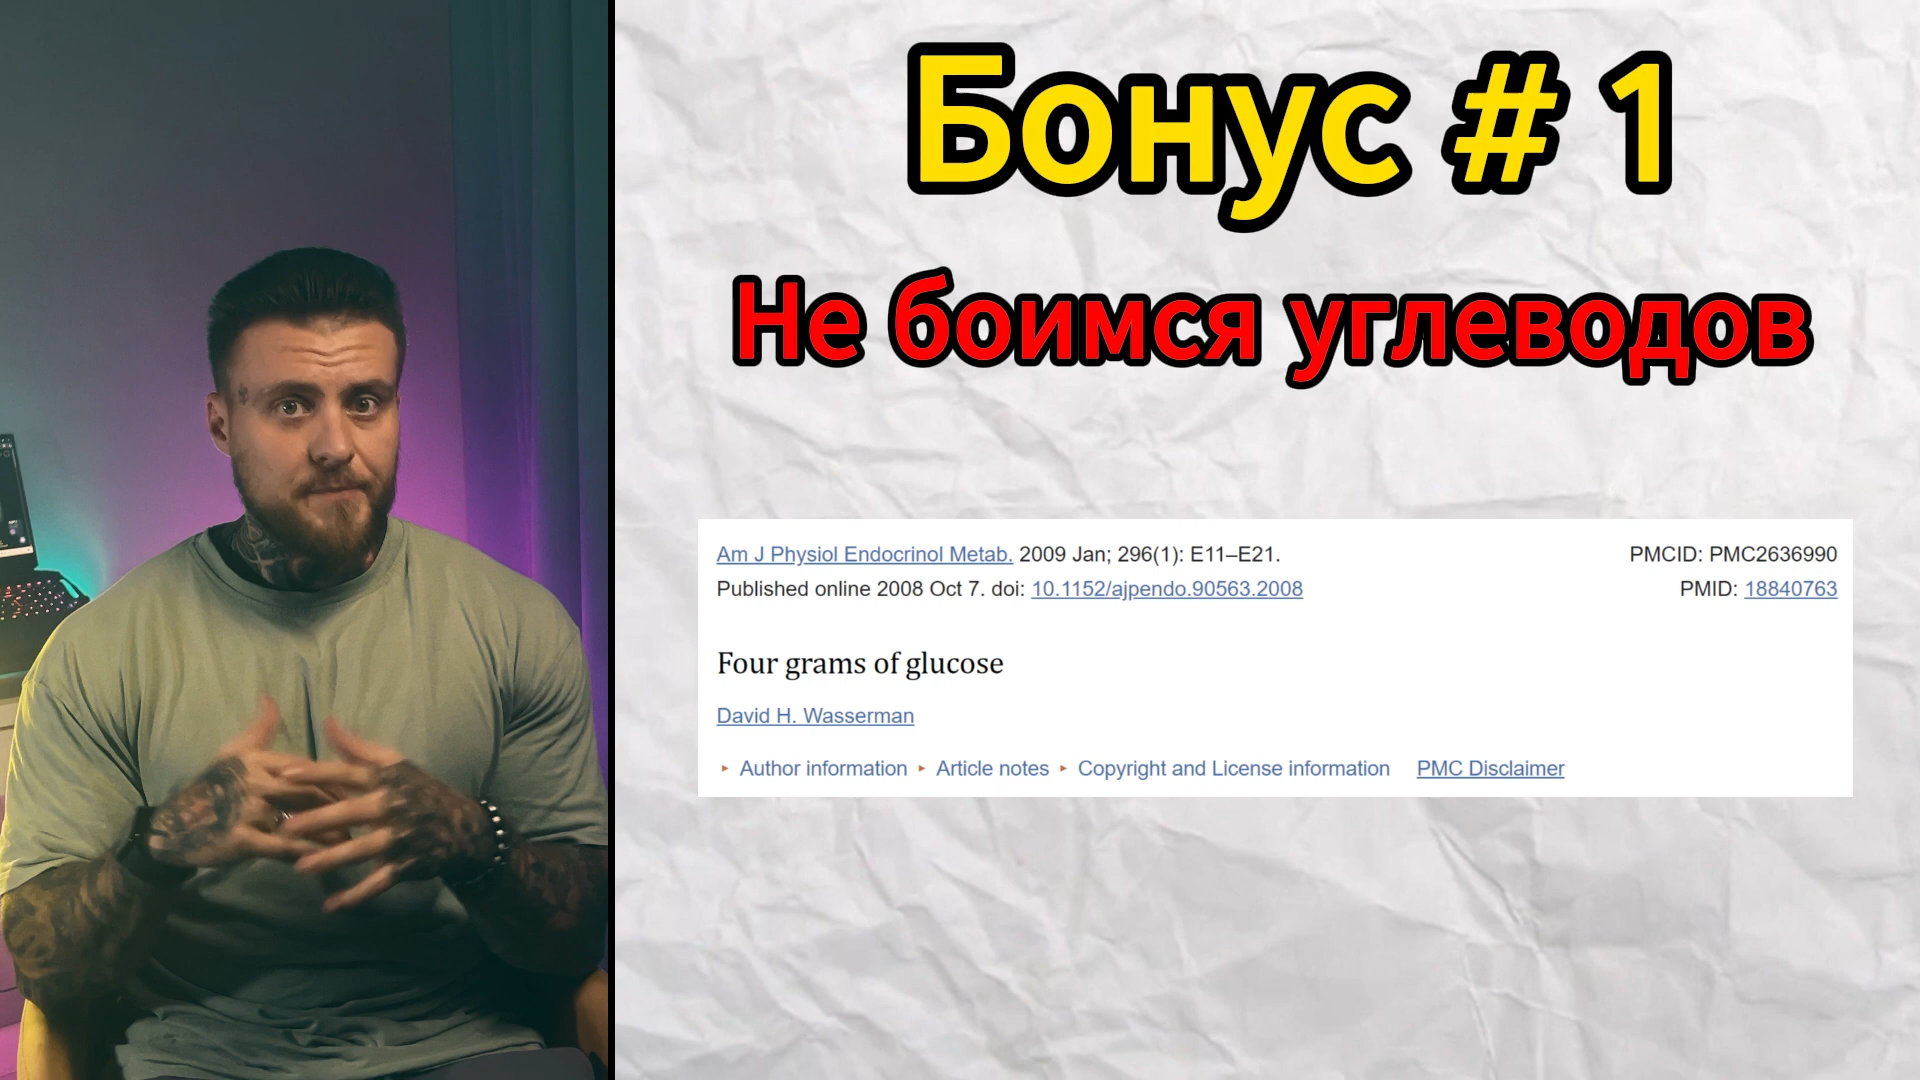 Бонус # 1
Не боимся углеводов
Am J Physiol Endocrinol Metab. 2009 Jan; 296(1): E11–E21.
PMCID: PMC2636990
Published online 2008 Oct 7. doi: 10.1152/ajpendo.90563.2008
PMID: 18840763
Four grams of glucose
David H. Wasserman
▸ Author information ▸ Article notes ▸ Copyright and License information PMC Disclaimer